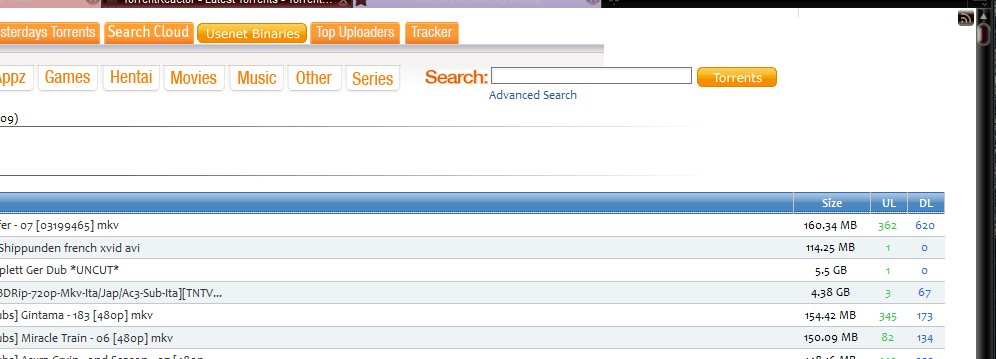 TorrentReactor - Latest Torrents - Torrent...
sterdays Torrents Search Cloud Usenet Binaries Top Uploaders Tracker
Appz Games Hentai Movies Music Other Series Search: Torrents
Advanced Search
09)
Size UL DL
fer - 07 [03199465] mkv 160.34 MB 362 620
Shippunden french xvid avi 114.25 MB 1 0
plett Ger Dub *UNCUT* 5.5 GB 1 0
BDRip-720p-Mkv-Ita/Jap/Ac3-Sub-Ita][TNTV... 4.38 GB 3 67
ubs] Gintama - 183 [480p] mkv 154.42 MB 345 173
ubs] Miracle Train - 06 [480p] mkv 150.09 MB 82 134